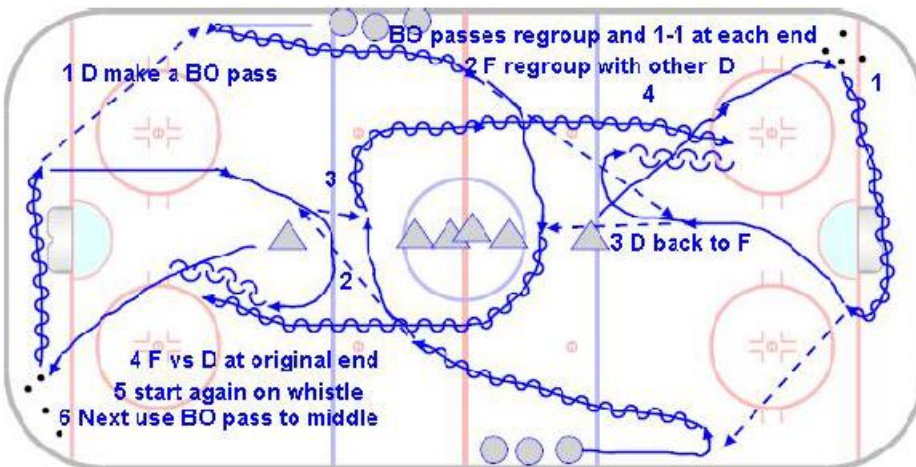 BO passes regroup and 1-1 at each end
1 D make a BO pass
2 F regroup with other D
4
1
3
3 D back to F
2
4 F vs D at original end
5 start again on whistle
6 Next use BO pass to middle